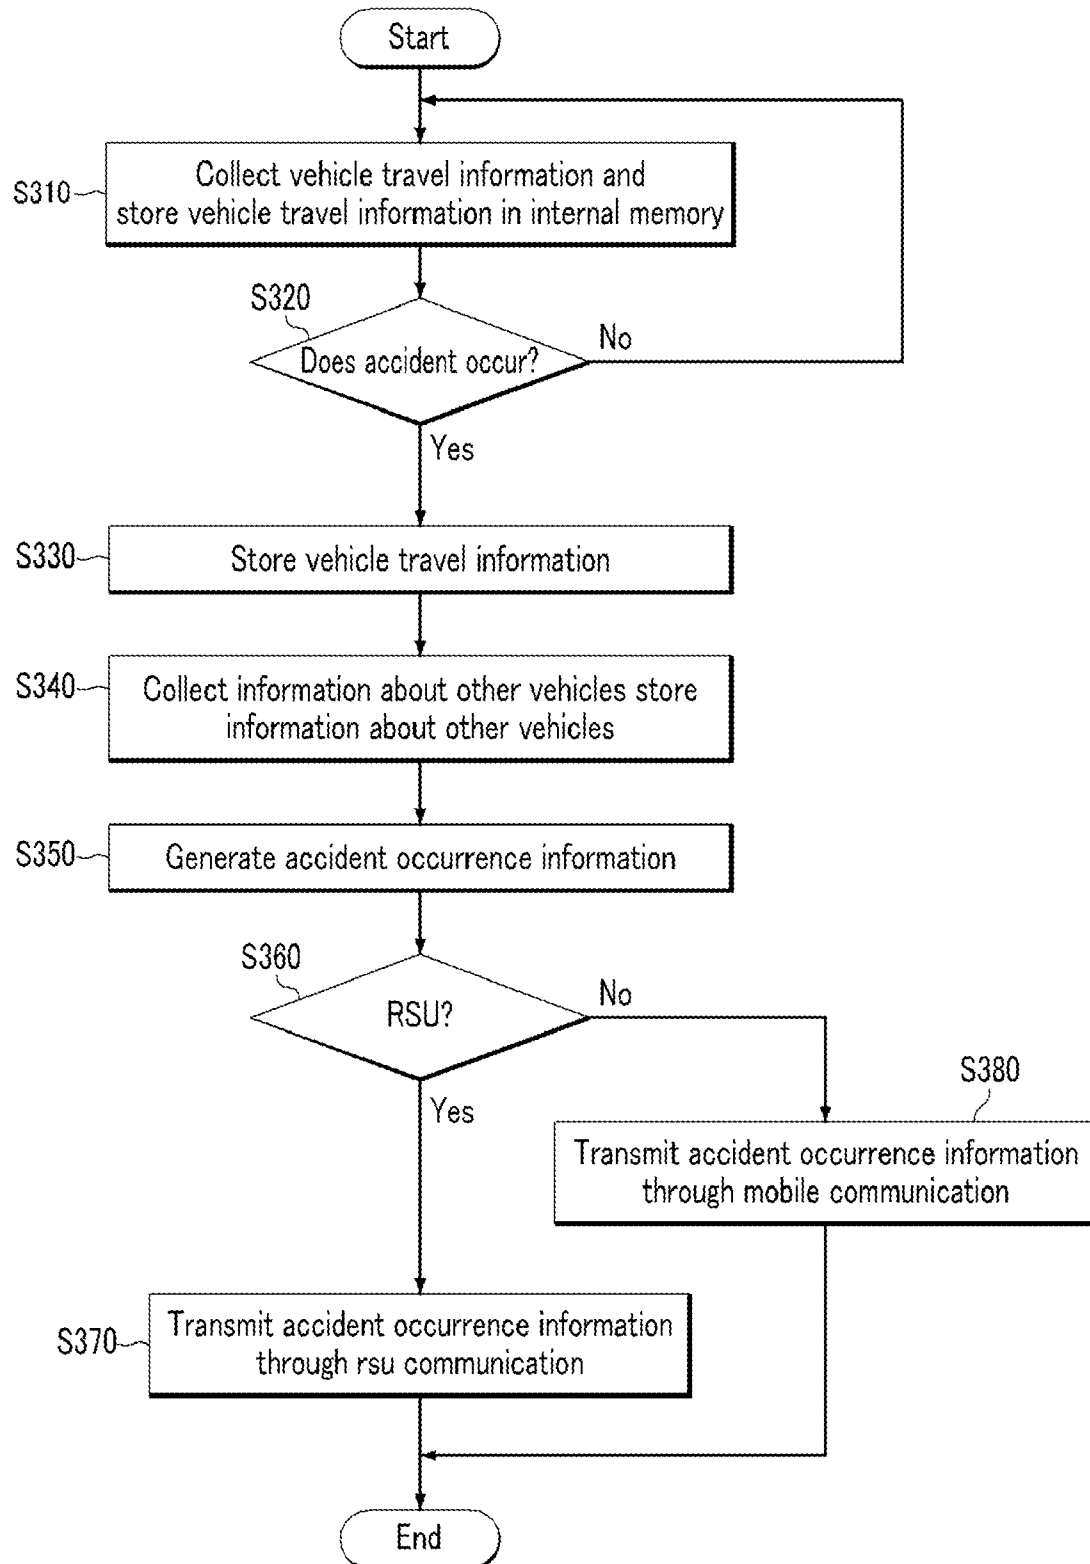 Start
S310
Collect vehicle travel information and
store vehicle travel information in internal memory
S320
Does accident occur?
No
Yes
S330
Store vehicle travel information
S340
Collect information about other vehicles store
information about other vehicles
S350
Generate accident occurrence information
S360
RSU?
No
Yes
S380
Transmit accident occurrence information
through mobile communication
S370
Transmit accident occurrence information
through rsu communication
End